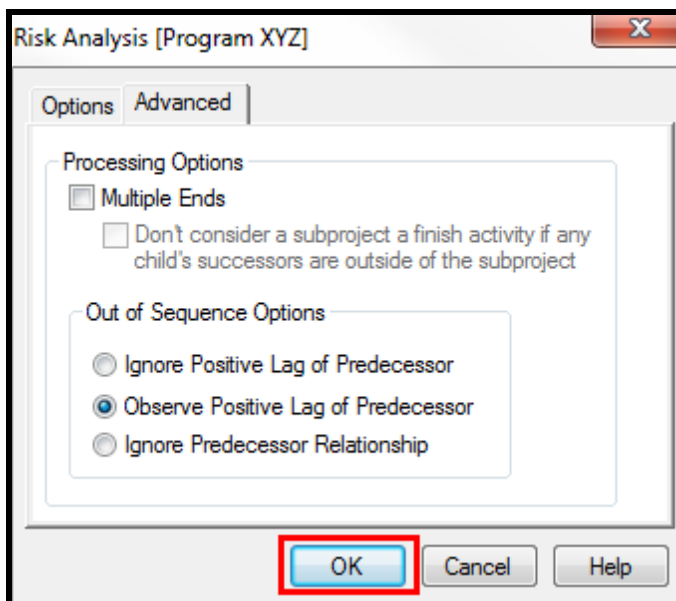 Risk Analysis [Program XYZ]
Options
Advanced
Processing Options
Multiple Ends
Don't consider a subproject a finish activity if any
child's successors are outside of the subproject
Out of Sequence Options
Ignore Positive Lag of Predecessor
Observe Positive Lag of Predecessor
Ignore Predecessor Relationship
OK
Cancel
Help